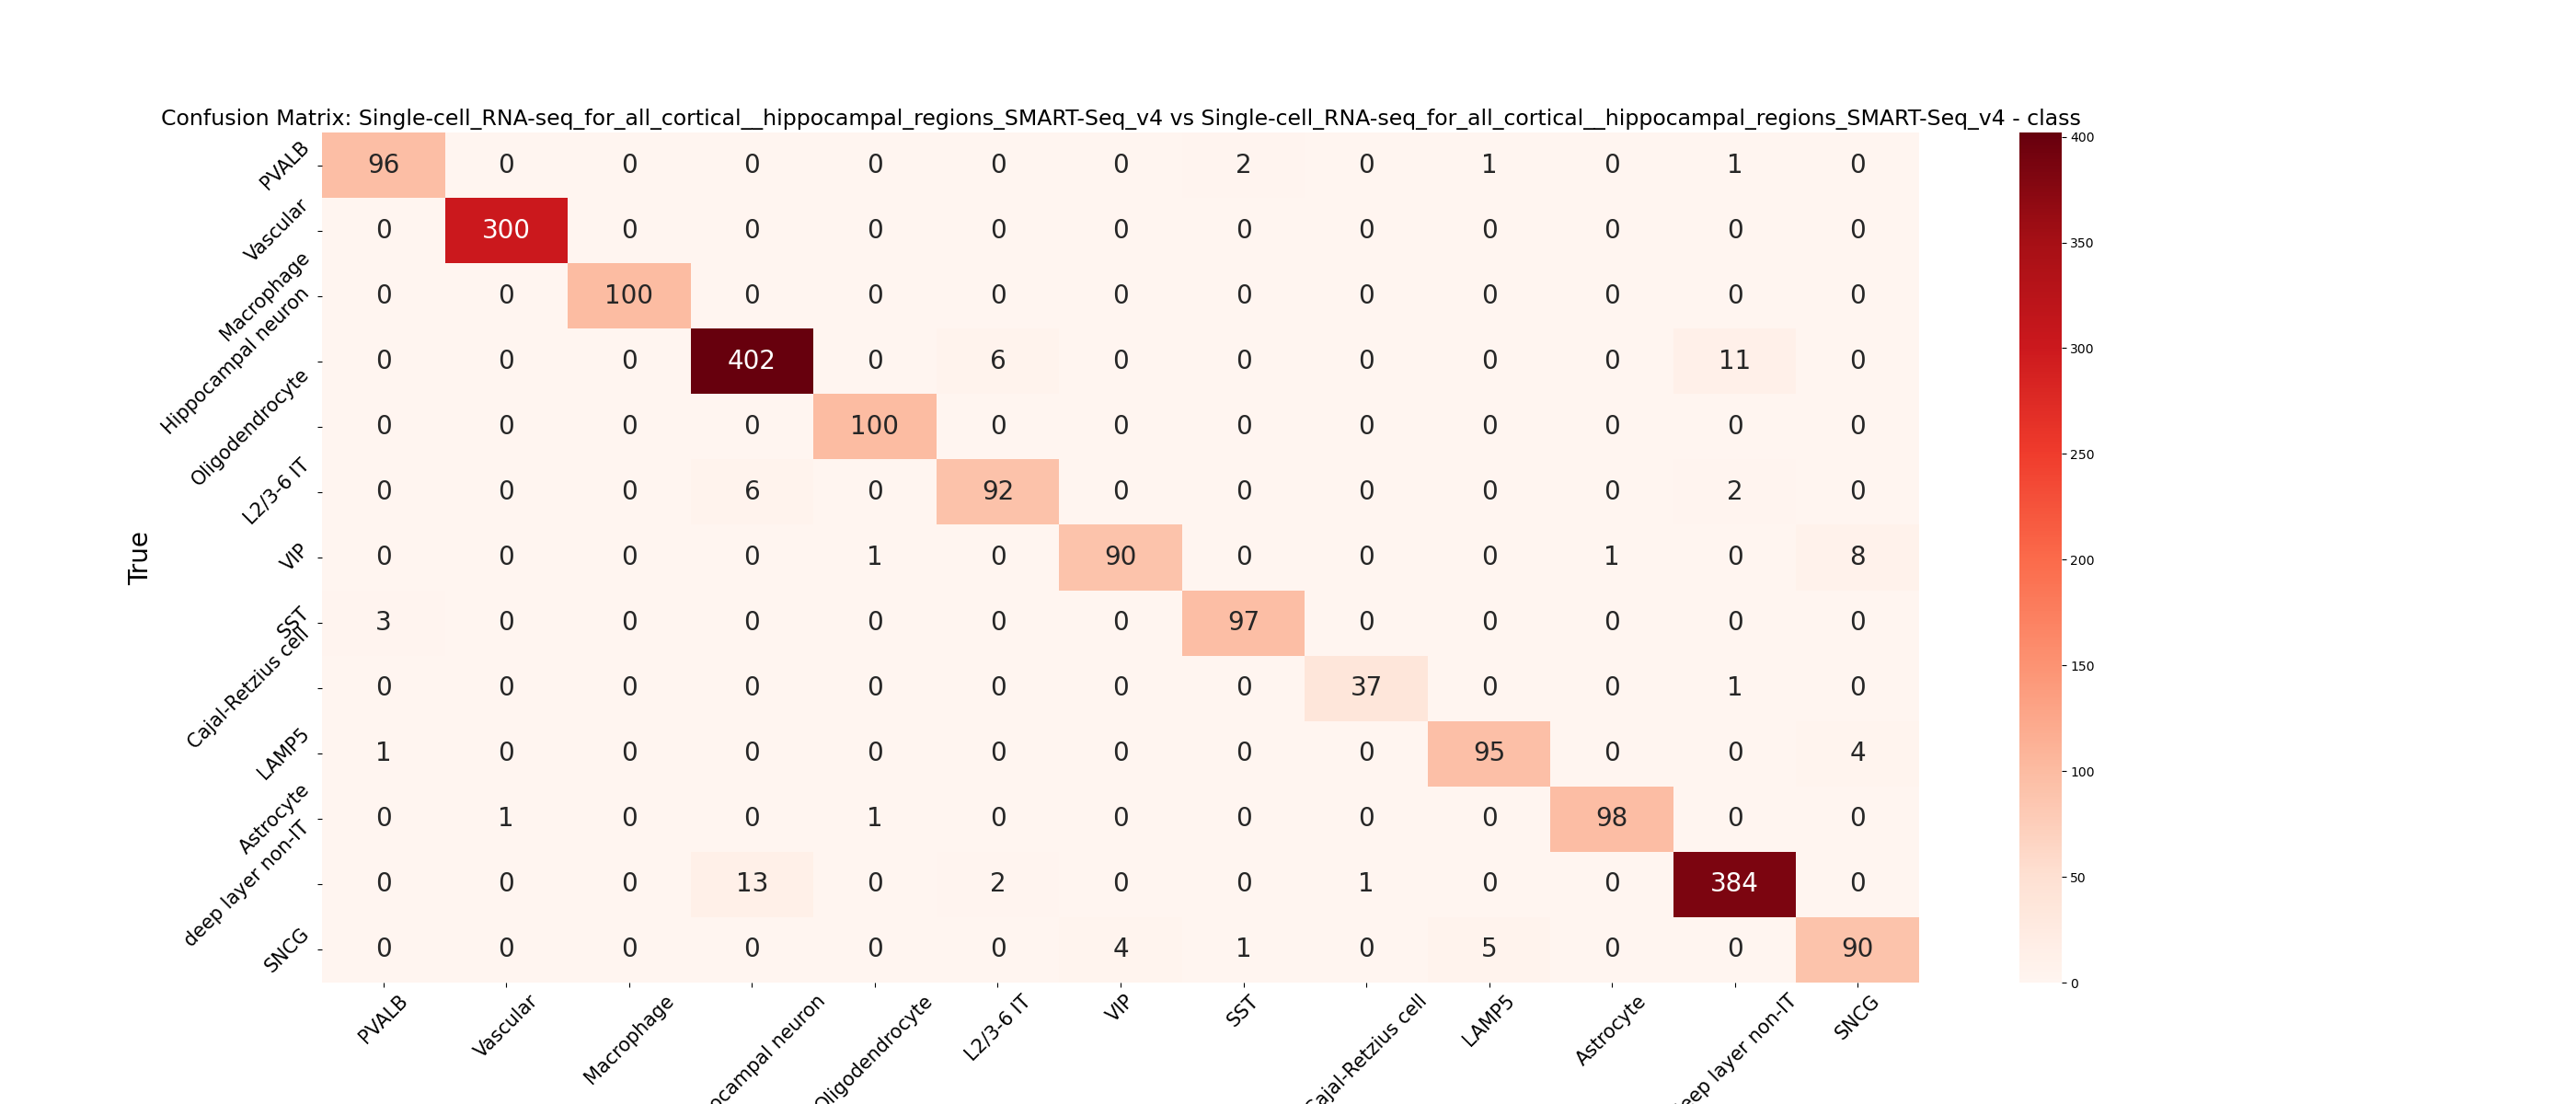 Confusion Matrix: Single-cell_RNA-seq_for_all_cortical__hippocampal_regions_SMART-Seq_v4 vs Single-cell_RNA-seq_for_all_cortical__hippocampal_regions_SMART-Seq_v4 - class
True
PVALB 96 0 0 0 0 0 0 2 0 1 0 1 0
Vascular 0 300 0 0 0 0 0 0 0 0 0 0 0
Macrophage 0 0 100 0 0 0 0 0 0 0 0 0 0
Hippocampal neuron 0 0 0 402 0 6 0 0 0 0 0 11 0
Oligodendrocyte 0 0 0 0 100 0 0 0 0 0 0 0 0
L2/3-6 IT 0 0 0 6 0 92 0 0 0 0 0 2 0
VIP 0 0 0 0 1 0 90 0 0 0 1 0 8
SST 3 0 0 0 0 0 0 97 0 0 0 0 0
Cajal-Retzius cell 0 0 0 0 0 0 0 0 37 0 0 1 0
LAMP5 1 0 0 0 0 0 0 0 0 95 0 0 4
Astrocyte 0 1 0 0 1 0 0 0 0 0 98 0 0
deep layer non-IT 0 0 0 13 0 2 0 0 1 0 0 384 0
SNCG 0 0 0 0 0 0 4 1 0 5 0 0 90
PVALB
Vascular
Macrophage
ocampal neuron
Oligodendrocyte
L2/3-6 IT
VIP
SST
Cajal-Retzius cell
LAMP5
Astrocyte
deep layer non-IT
SNCG
400
350
300
250
200
150
100
50
0